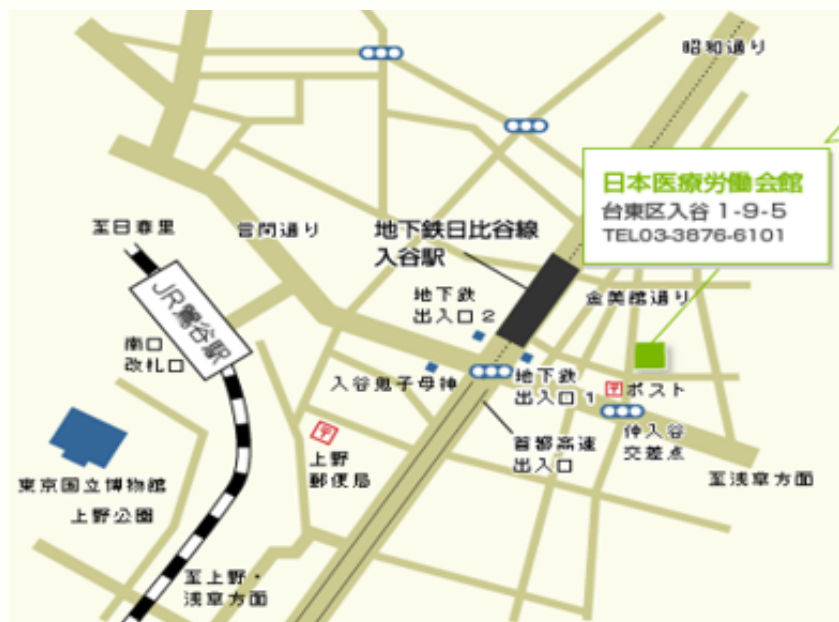 昭和通り
日本医療労働会館
台東区入谷 1-9-5
TEL03-3876-6101
至日暮里
言問通り
地下鉄日比谷線
入谷駅
JR鶯谷駅
地下鉄
出入口 2
金美館通り
南口
改札口
入谷鬼子母神
地下鉄
出入口 1
〒ポスト
〒
上野
郵便局
首都高速
出入口
仲入谷
交差点
至浅草方面
東京国立博物館
上野公園
至上野・
浅草方面